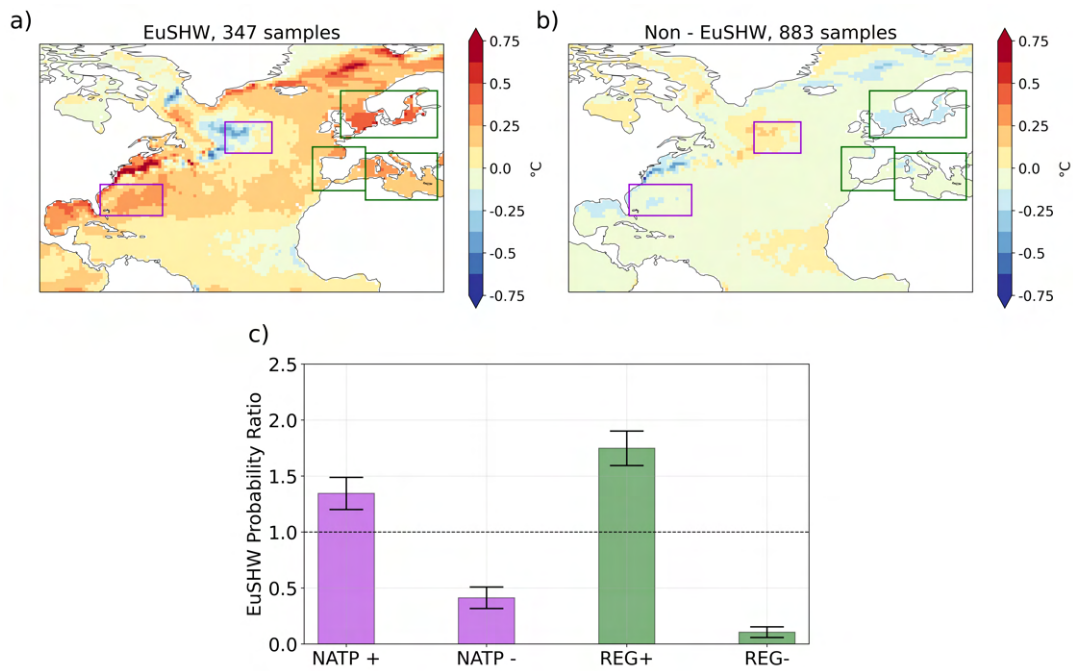 a)
EuSHW, 347 samples
0.75
0.5
0.25
0.0
-0.25
-0.5
-0.75
°C
b)
Non - EuSHW, 883 samples
0.75
0.5
0.25
0.0
-0.25
-0.5
-0.75
°C
c)
EuSHW Probability Ratio
2.5
2.0
1.5
1.0
0.5
0.0
NATP +
NATP -
REG+
REG-